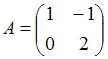 A = ( 1 -1
0 2 )